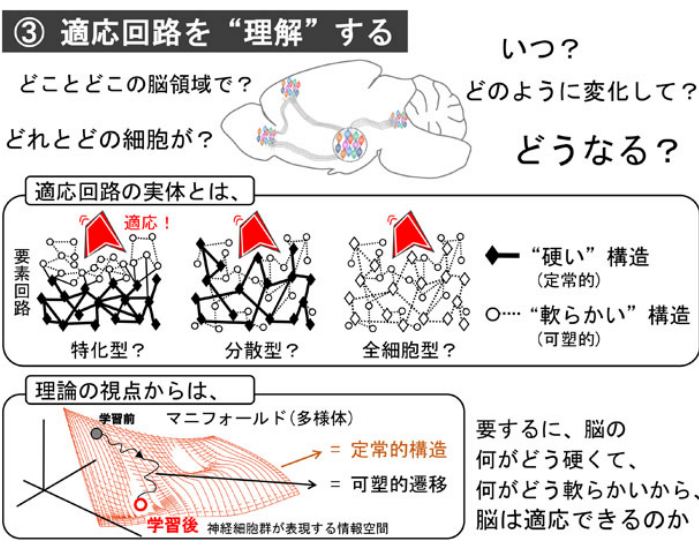 ③ 適応回路を“理解”する
いつ？
どことどこの脳領域で？
どのように変化して？
どれとどの細胞が？
どうなる？
適応回路の実体とは、
適応！
要素回路
“硬い”構造
(定常的)
“軟らかい”構造
(可塑的)
特化型？
分散型？
全細胞型？
理論の視点からは、
学習前
マニフォールド(多様体)
= 定常的構造
= 可塑的遷移
学習後
神経細胞群が表現する情報空間
要するに、脳の
何がどう硬くて、
何がどう軟らかいから、
脳は適応できるのか